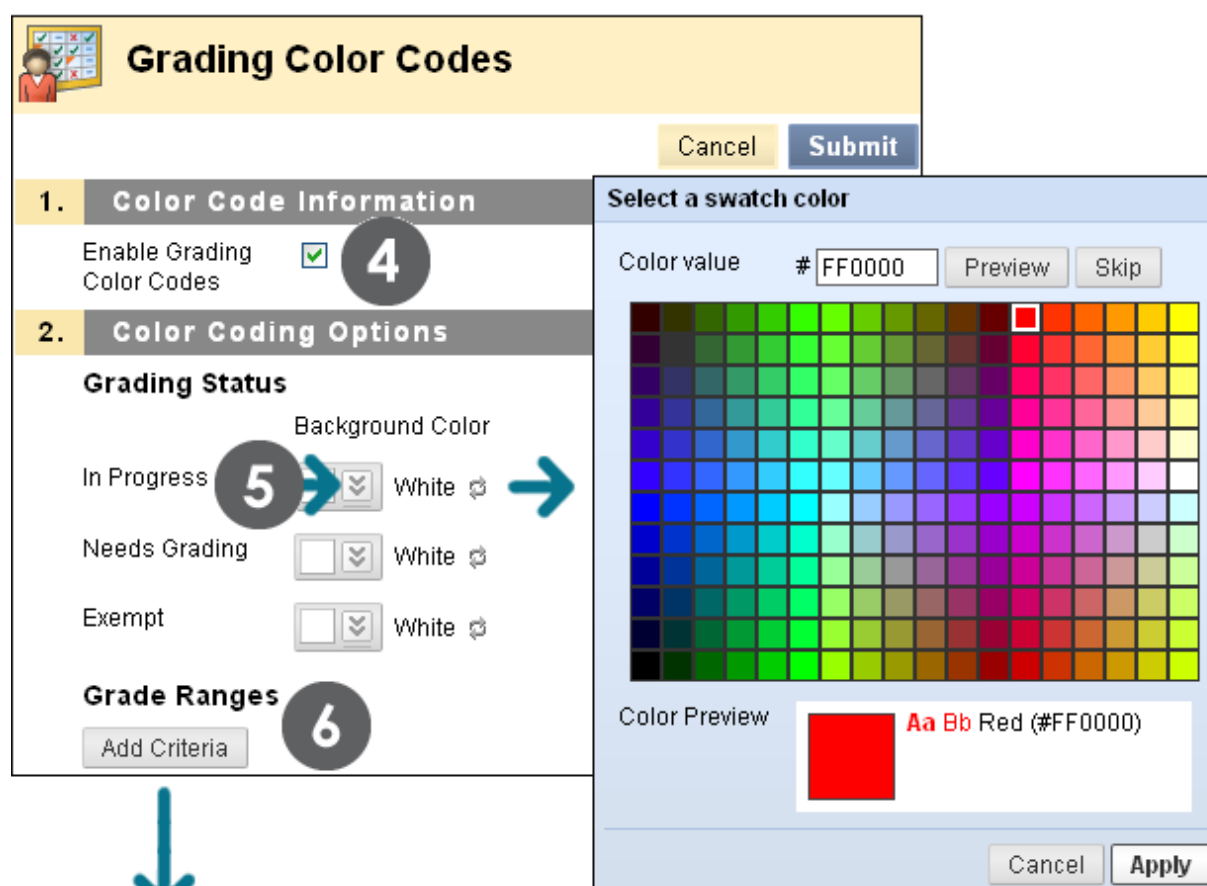 Grading Color Codes
Cancel Submit
1. Color Code Information
Enable Grading
Color Codes
4
2. Color Coding Options
Grading Status
Background Color
In Progress 5 White
Needs Grading White
Exempt White
Grade Ranges
6
Add Criteria
Select a swatch color
Color value # FF0000 Preview Skip
Color Preview Aa Bb Red (#FF0000)
Cancel Apply